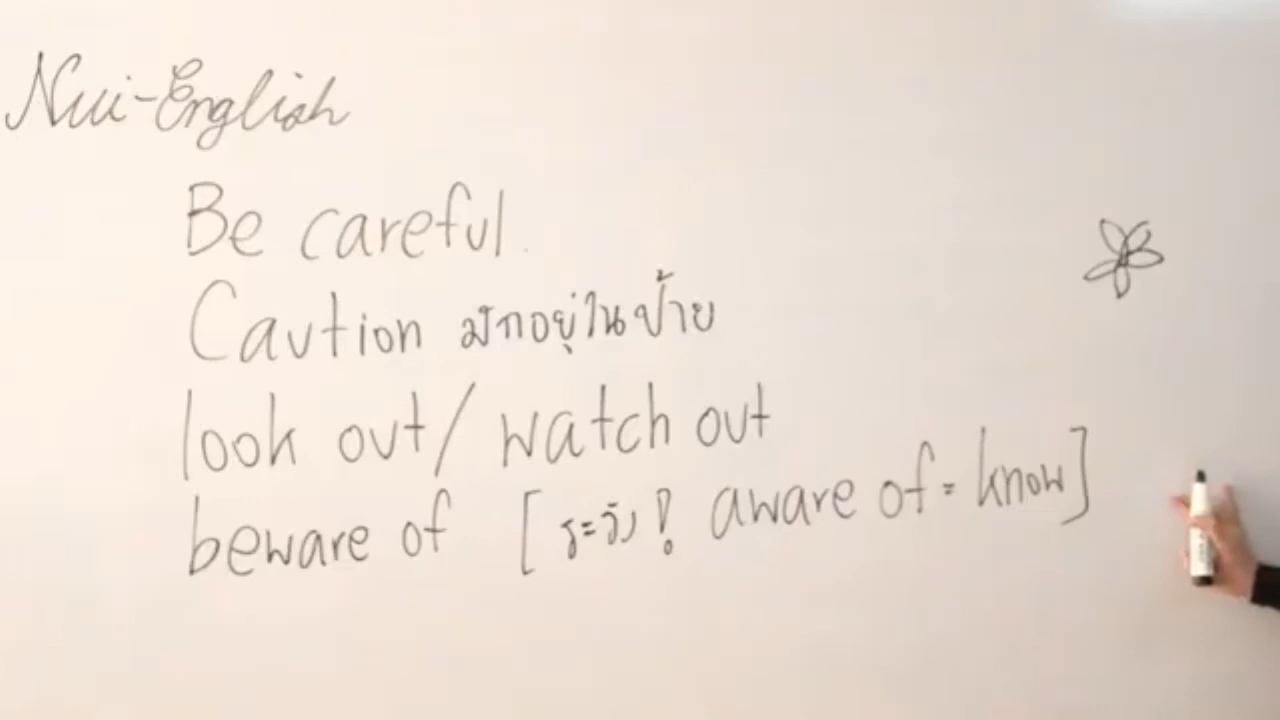 Nui-English
Be careful.
Caution มักอยู่ในป้าย
look out/ watch out
beware of [ระวัง! aware of = know]